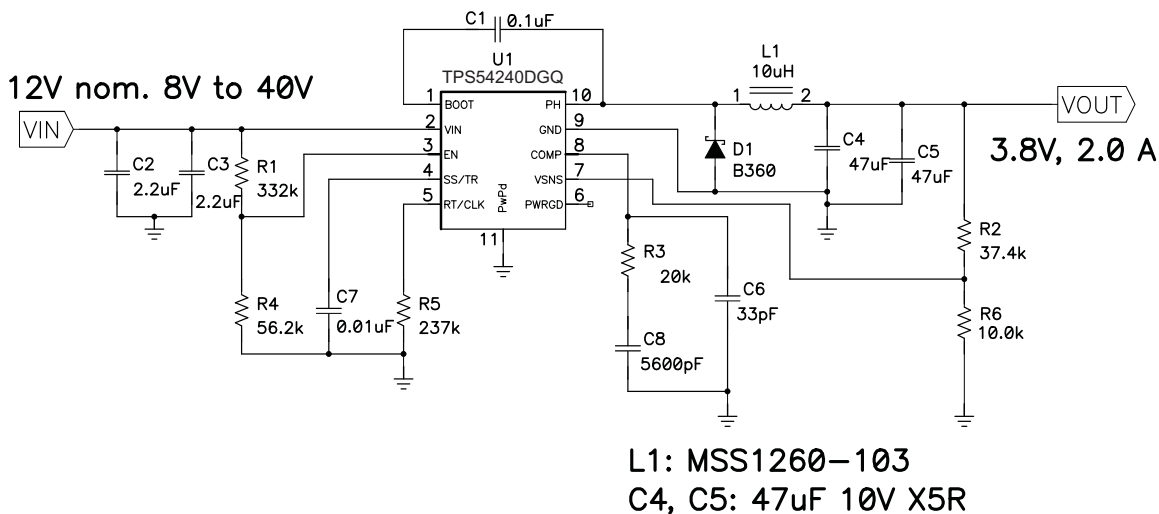 C1
0.1uF
U1
TPS54240DGQ
L1
10uH
12V nom. 8V to 40V
VIN
VOUT
3.8V, 2.0 A
1
BOOT
PH
10
2
VIN
GND
9
3
EN
COMP
8
4
SS/TR
VSNS
7
5
RT/CLK
PWRGD
6
PwPd
11
1
2
C2
2.2uF
C3
2.2uF
R1
332k
D1
B360
C4
47uF
C5
47uF
R2
37.4k
R3
20k
C6
33pF
R4
56.2k
C7
0.01uF
R5
237k
R6
10.0k
C8
5600pF
L1: MSS1260-103
C4, C5: 47uF 10V X5R